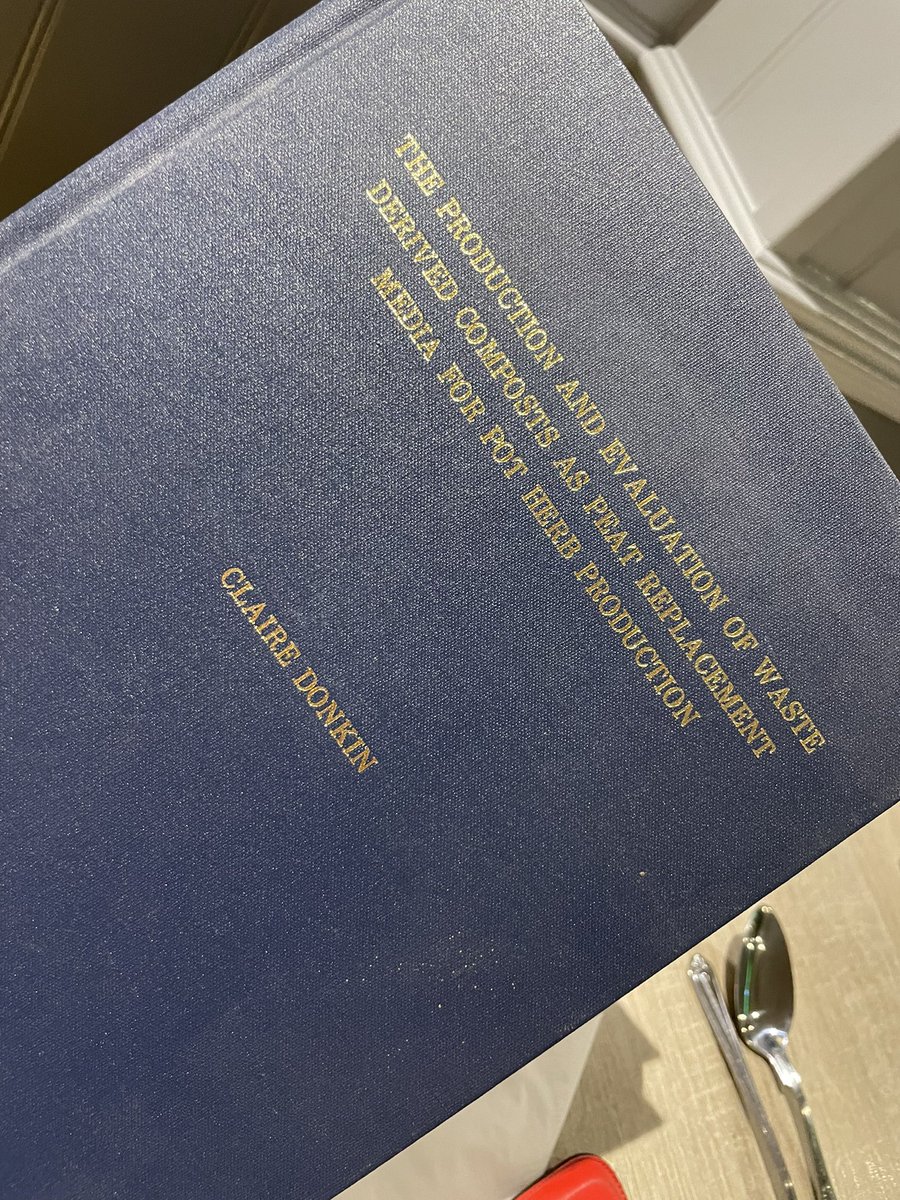 THE PRODUCTION AND EVALUATION OF WASTE
DERIVED COMPOSTS AS PEAT REPLACEMENT
MEDIA FOR POT HERB PRODUCTION
CLAIRE DONKIN